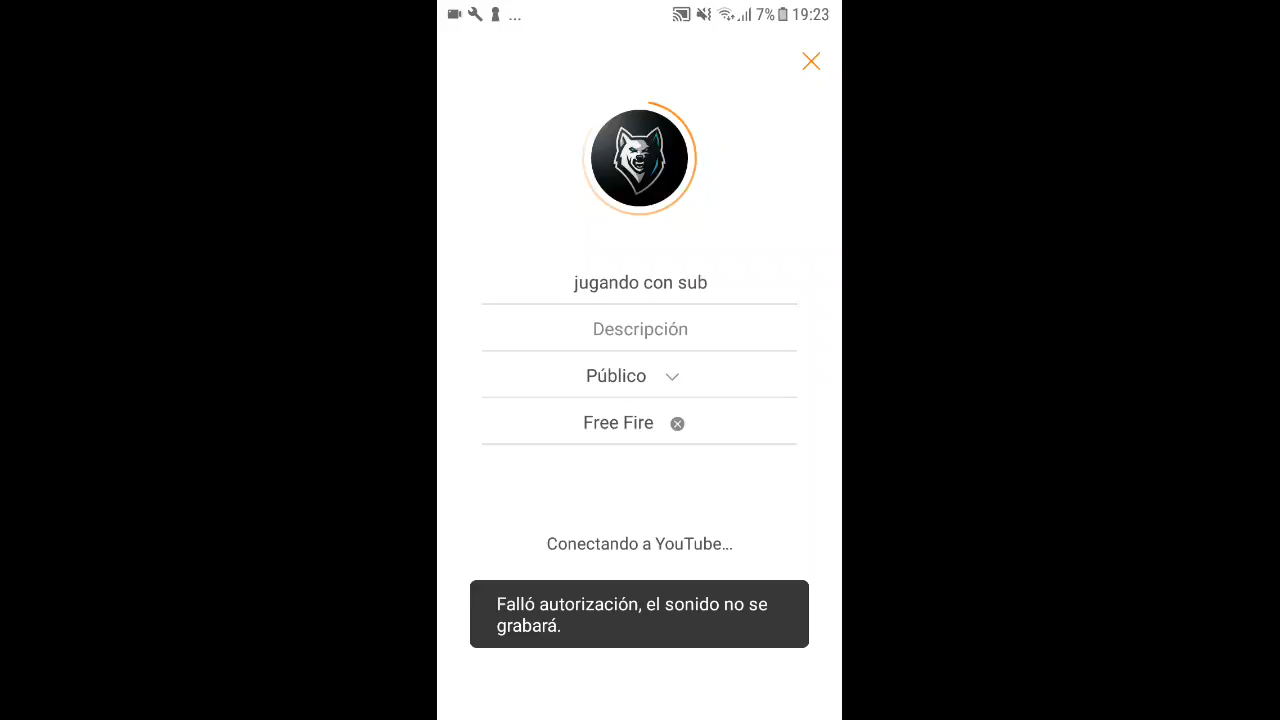 ... 7% 19:23
jugando con sub
Descripción
Público
Free Fire
Conectando a YouTube...
Falló autorización, el sonido no se
grabará.